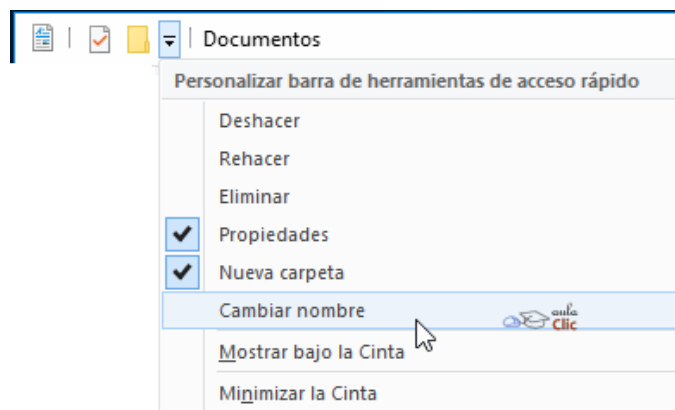 Documentos
Personalizar barra de herramientas de acceso rápido
Deshacer
Rehacer
Eliminar
Propiedades
Nueva carpeta
Cambiar nombre
aula
Clic
Mostrar bajo la Cinta
Minimizar la Cinta